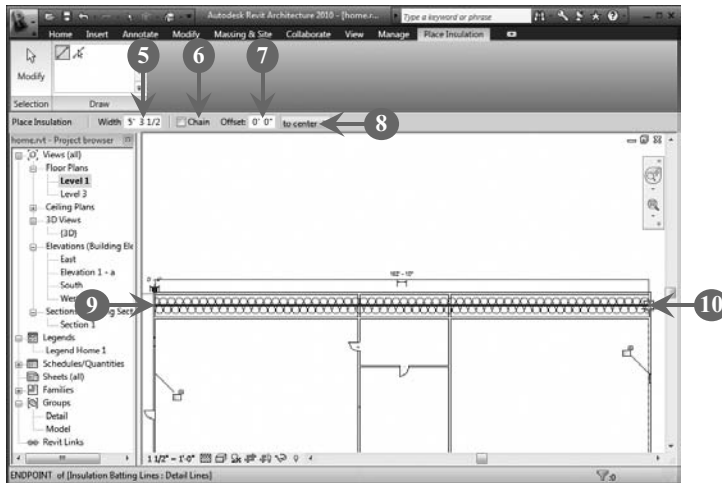 Autodesk Revit Architecture 2010 - [home.r...
Type a keyword or phrase
Home Insert Annotate Modify Massing & Site Collaborate View Manage Place Insulation
Modify
Selection Draw
5 6 7
Place Insulation Width 5' 3 1/2 Chain Offset: 0' 0" to center
8
home.rvt - Project browser
Views (all)
Floor Plans
Level 1
Level 3
Ceiling Plans
3D Views
{3D}
Elevations (Building Ele
East
Elevation 1 - a
South
Wes
Sections
Sect
Section 1
9
10
Legends
Legend Home 1
Schedules/Quantities
Sheets (all)
Families
Groups
Detail
Model
Revit Links
1 1/2" = 1'-0"
ENDPOINT of [Insulation Batting Lines : Detail Lines]
:0